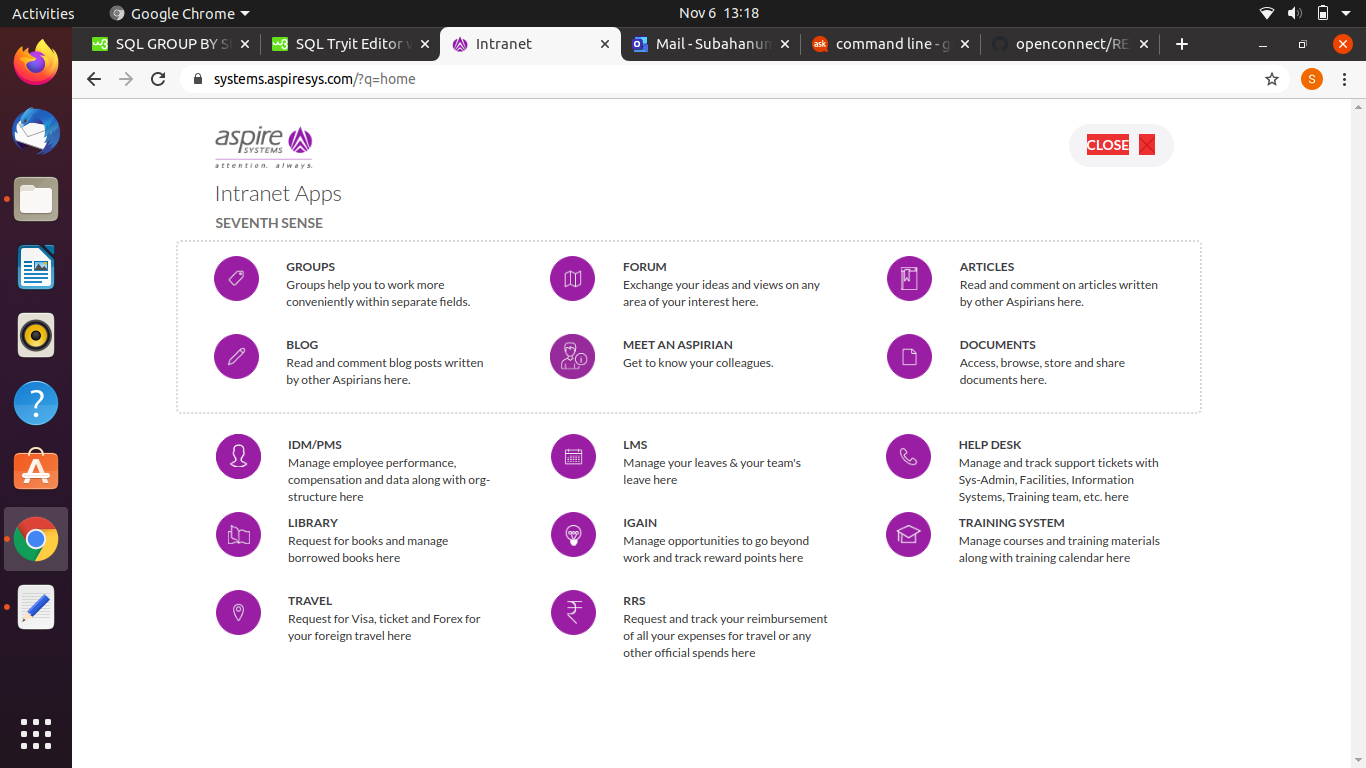 Activities
Google Chrome
Nov 6 13:18
SQL GROUP BY S
SQL Tryit Editor v
Intranet
Mail - Subahanum
command line - g
openconnect/RE
systems.aspiresys.com/?q=home
S
aspire
SYSTEMS
attention. always.
CLOSE
Intranet Apps
SEVENTH SENSE
GROUPS
Groups help you to work more
conveniently within separate fields.
FORUM
Exchange your ideas and views on any
area of your interest here.
ARTICLES
Read and comment on articles written
by other Aspirians here.
BLOG
Read and comment blog posts written
by other Aspirians here.
MEET AN ASPIRIAN
Get to know your colleagues.
DOCUMENTS
Access, browse, store and share
documents here.
IDM/PMS
Manage employee performance,
compensation and data along with org-
structure here
LMS
Manage your leaves & your team's
leave here
HELP DESK
Manage and track support tickets with
Sys-Admin, Facilities, Information
Systems, Training team, etc. here
LIBRARY
Request for books and manage
borrowed books here
IGAIN
Manage opportunities to go beyond
work and track reward points here
TRAINING SYSTEM
Manage courses and training materials
along with training calendar here
TRAVEL
Request for Visa, ticket and Forex for
your foreign travel here
RRS
Request and track your reimbursement
of all your expenses for travel or any
other official spends here